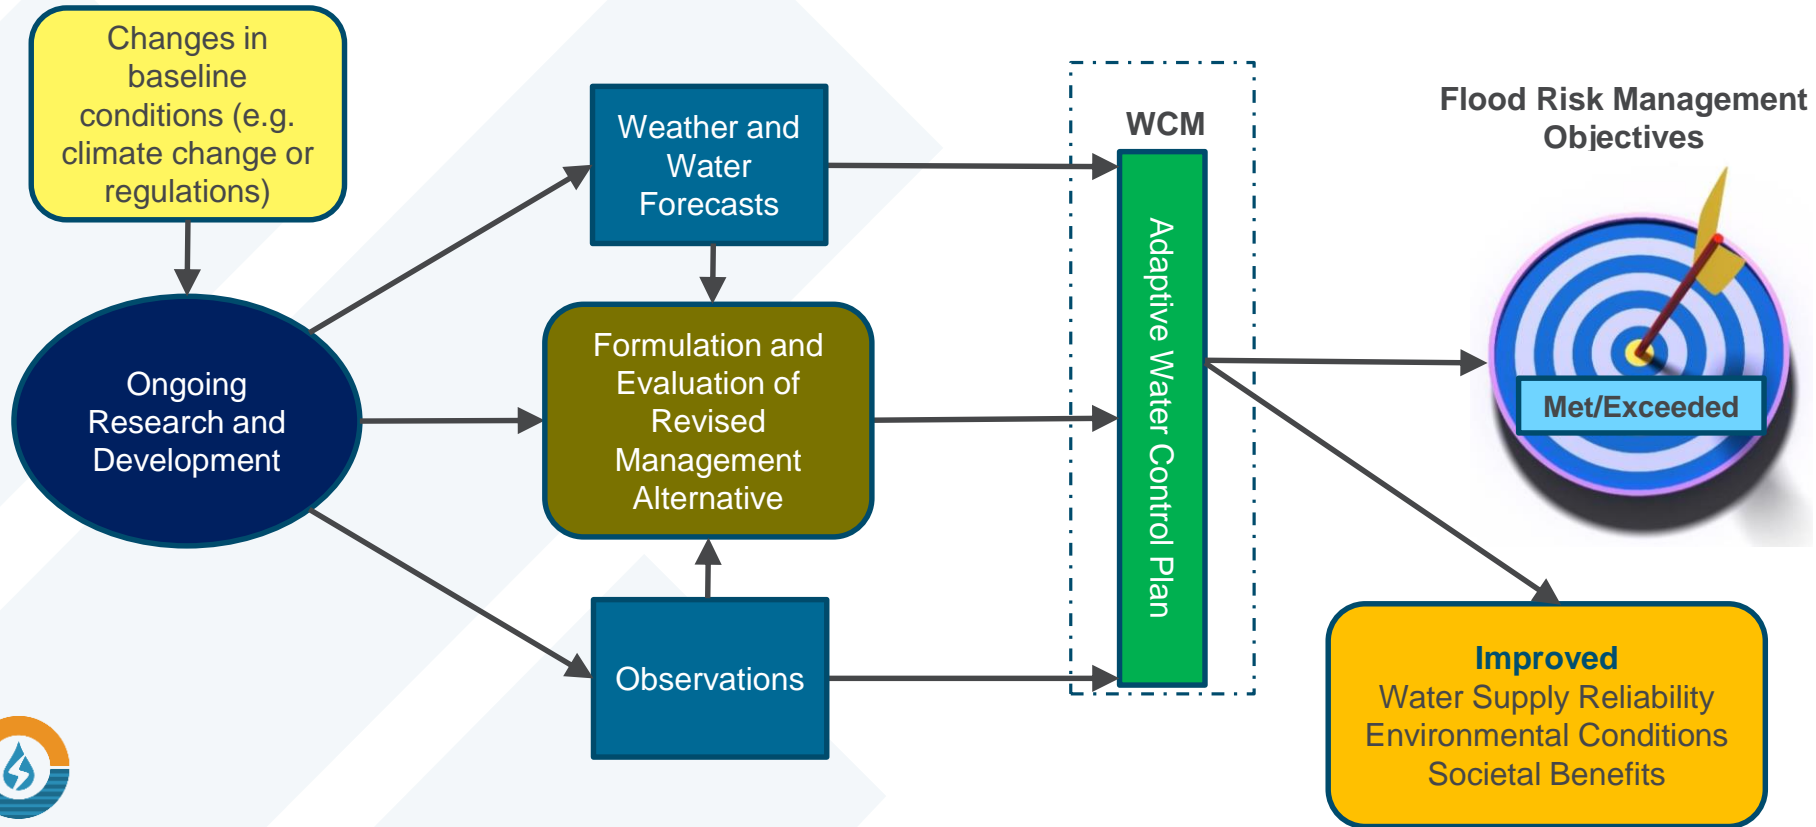 Changes in
baseline
conditions (e.g.
climate change or
regulations)
Ongoing
Research and
Development
Weather and
Water
Forecasts
Formulation and
Evaluation of
Revised
Management
Alternative
Observations
WCM
Adaptive Water Control Plan
Flood Risk Management
Objectives
Met/Exceeded
Improved
Water Supply Reliability
Environmental Conditions
Societal Benefits